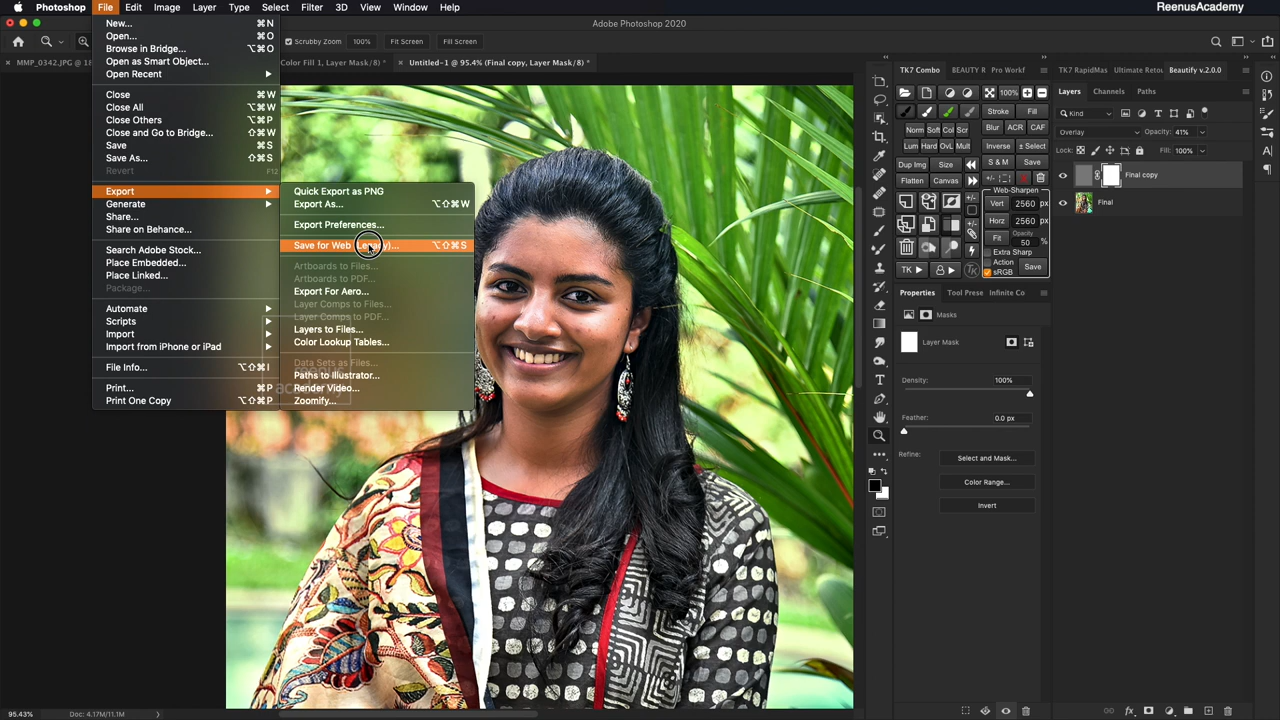 Photoshop File Edit Image Layer Type Select Filter 3D View Window Help
ReenusAcademy
Adobe Photoshop 2020
Scrubby Zoom 100% Fit Screen Fill Screen
MMP_0342.JPG @ 18
Color Fill 1, Layer Mask/8) *
Untitled-1 @ 95.4% (Final copy, Layer Mask/8) *
New... ⌘N
Open... ⌘O
Browse in Bridge... ⌥⌘O
Open as Smart Object...
Open Recent
Close ⌘W
Close All ⌥⌘W
Close Others ⌥⌘P
Close and Go to Bridge... ⇧⌘W
Save ⌘S
Save As... ⇧⌘S
Revert F12
Export
Generate
Share...
Share on Behance...
Search Adobe Stock...
Place Embedded...
Place Linked...
Package...
Automate
Scripts
Import
Import from iPhone or iPad
File Info... ⌥⇧⌘I
Print... ⌘P
Print One Copy ⌥⇧⌘P
Quick Export as PNG
Export As... ⌥⇧⌘W
Export Preferences...
Save for Web (Legacy)... ⌥⇧⌘S
Artboards to Files...
Artboards to PDF...
Export For Aero...
Layer Comps to Files...
Layer Comps to PDF...
Layers to Files...
Color Lookup Tables...
Data Sets as Files...
Paths to Illustrator...
Render Video...
Zoomify...
TK7 Combo BEAUTY R Pro Workf
100%
Stroke Fill
Blur ACR CAF
Norm Soft Col Scr
Lum Hard OvL Mult
Inverse ± Select
Dup Img Size S & M Save
Flatten Canvas
Web-Sharpen
Vert 2560 px
Horz 2560 px
Fit Opacity 50 %
Extra Sharp
Action
sRGB Save
TK
Properties Tool Prese Infinite Co
Masks
Layer Mask
Density: 100%
Feather: 0.0 px
Refine: Select and Mask...
Color Range...
Invert
TK7 RapidMas Ultimate Retou Beautify v.2.0
Layers Channels Paths
Kind
Overlay Opacity: 41%
Lock: Fill: 100%
Final copy
Final
95.43% Doc: 4.17M/11.1M